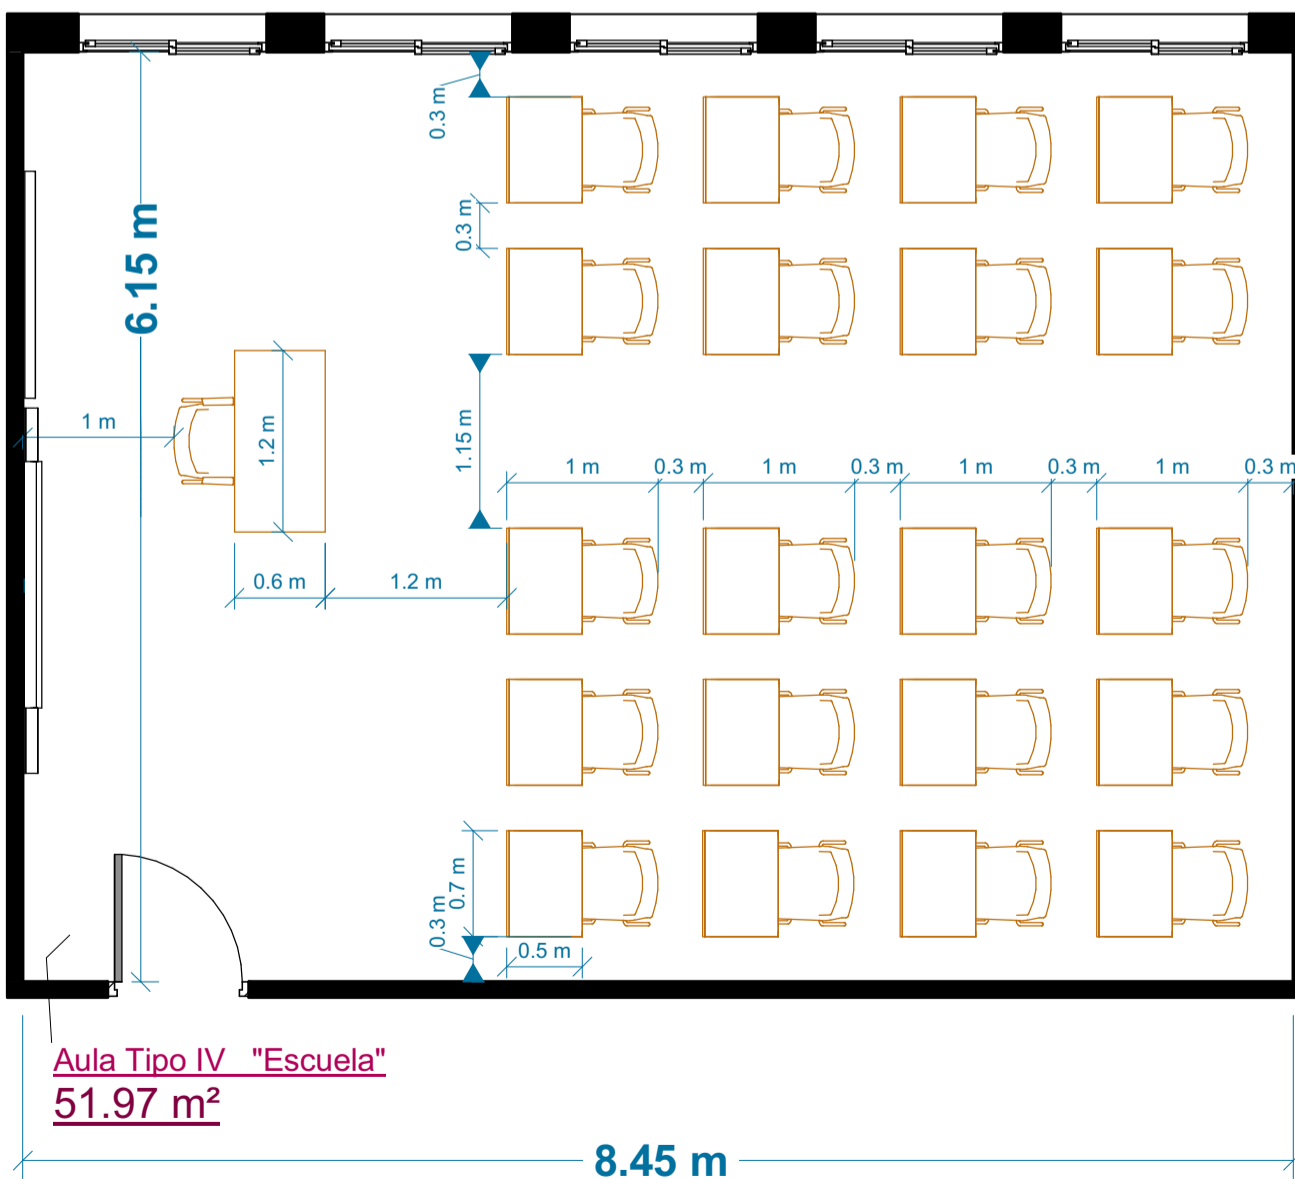 0.3 m
0.3 m
6.15 m
1 m
1.2 m
1.15 m
1 m 0.3 m 1 m 0.3 m 1 m 0.3 m 1 m 0.3 m
0.6 m 1.2 m
0.7 m
0.3 m
0.5 m
Aula Tipo IV "Escuela"
51.97 m²
8.45 m